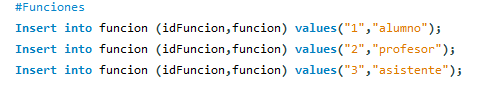 #Funciones
Insert into funcion (idFuncion,funcion) values("1","alumno");
Insert into funcion (idFuncion,funcion) values("2","profesor");
Insert into funcion (idFuncion,funcion) values("3","asistente");